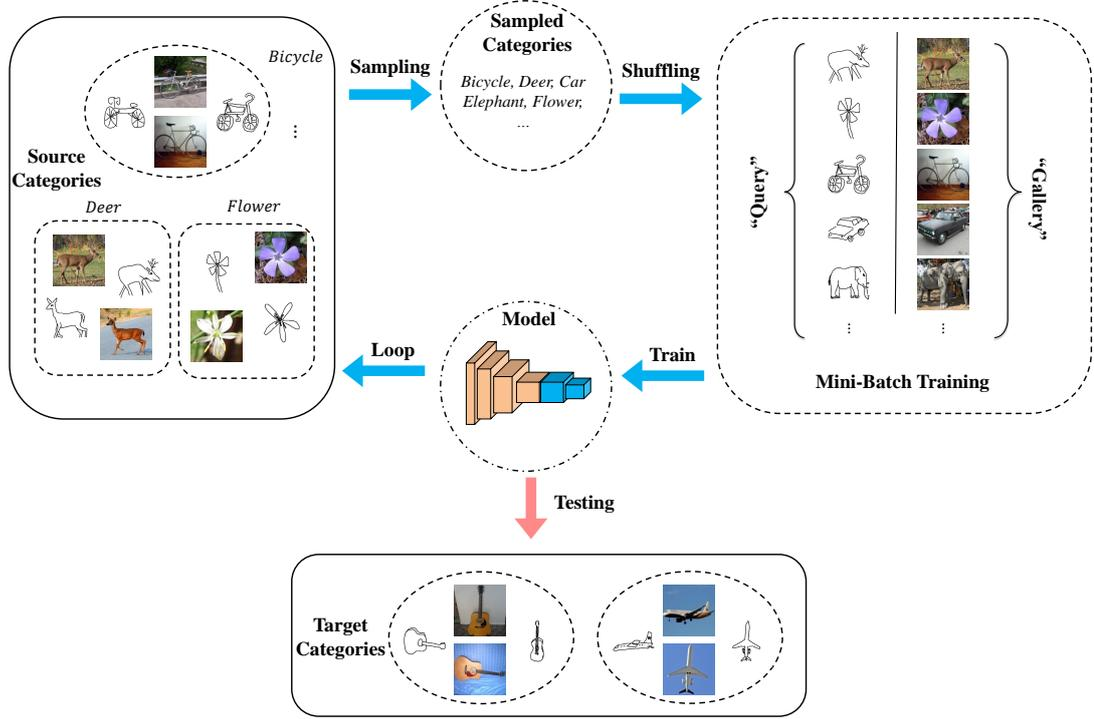 Source
Categories
Bicycle
⋮
Deer
Flower
Sampling
Sampled
Categories
Bicycle, Deer, Car
Elephant, Flower,
...
Shuffling
“Query”
“Gallery”
⋮
⋮
Mini-Batch Training
Train
Model
Loop
Testing
Target
Categories